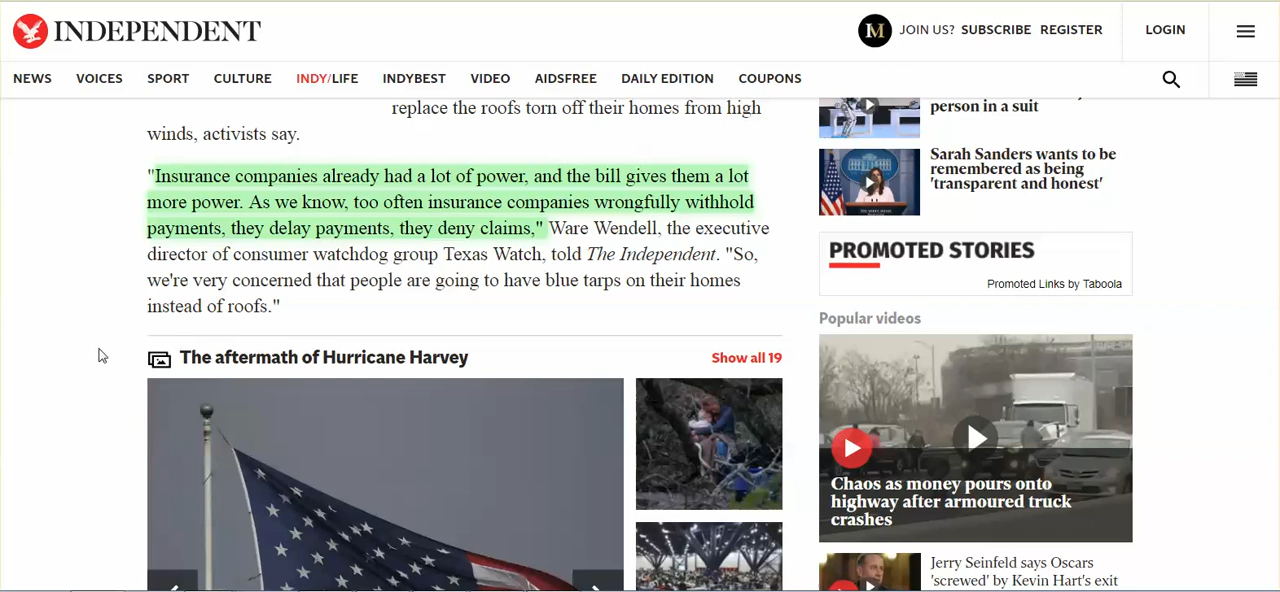 INDEPENDENT
M
JOIN US? SUBSCRIBE REGISTER
LOGIN
NEWS VOICES SPORT CULTURE INDY/LIFE INDYBEST VIDEO AIDSFREE DAILY EDITION COUPONS
replace the roofs torn off their homes from high
winds, activists say.
"Insurance companies already had a lot of power, and the bill gives them a lot
more power. As we know, too often insurance companies wrongfully withhold
payments, they delay payments, they deny claims," Ware Wendell, the executive
director of consumer watchdog group Texas Watch, told The Independent. "So,
we're very concerned that people are going to have blue tarps on their homes
instead of roofs."
The aftermath of Hurricane Harvey
Show all 19
person in a suit
Sarah Sanders wants to be
remembered as being
'transparent and honest'
PROMOTED STORIES
Promoted Links by Taboola
Popular videos
Chaos as money pours onto
highway after armoured truck
crashes
Jerry Seinfeld says Oscars
'screwed' by Kevin Hart's exit